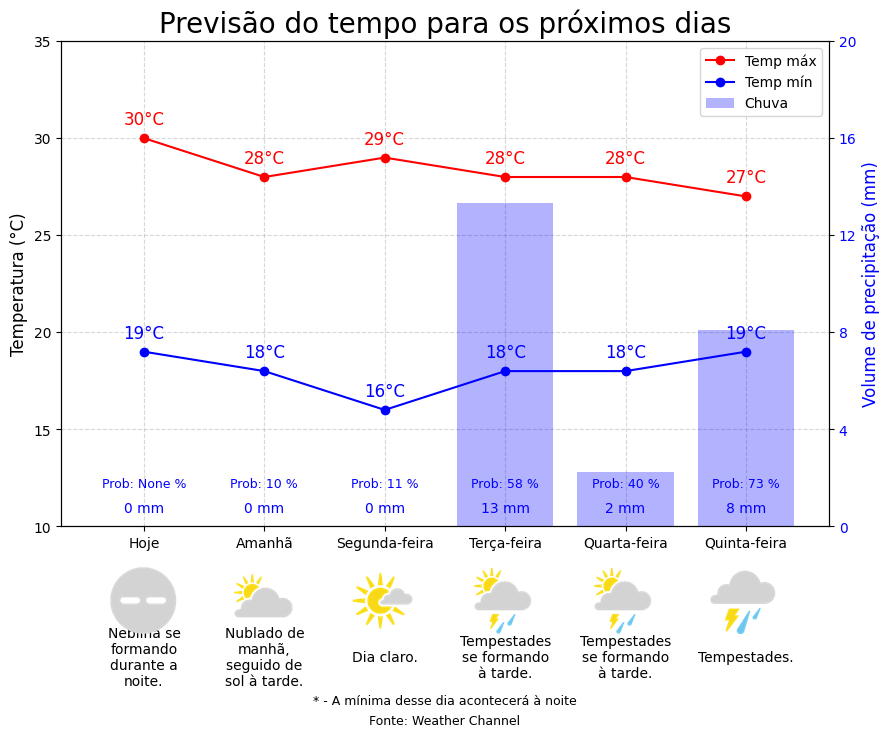 Previsão do tempo para os próximos dias
35
30
25
20
15
10
Temperatura (°C)
20
16
12
8
4
0
Volume de precipitação (mm)
Temp máx
Temp mín
Chuva
30°C
28°C
29°C
28°C
28°C
27°C
19°C
18°C
16°C
18°C
18°C
19°C
Prob: None %
Prob: 10 %
Prob: 11 %
Prob: 58 %
Prob: 40 %
Prob: 73 %
0 mm
0 mm
0 mm
13 mm
2 mm
8 mm
Hoje
Amanhã
Segunda-feira
Terça-feira
Quarta-feira
Quinta-feira
Neblina se
formando
durante a
noite.
Nublado de
manhã,
seguido de
sol à tarde.
Dia claro.
Tempestades
se formando
à tarde.
Tempestades
se formando
à tarde.
Tempestades.
* - A mínima desse dia acontecerá à noite
Fonte: Weather Channel